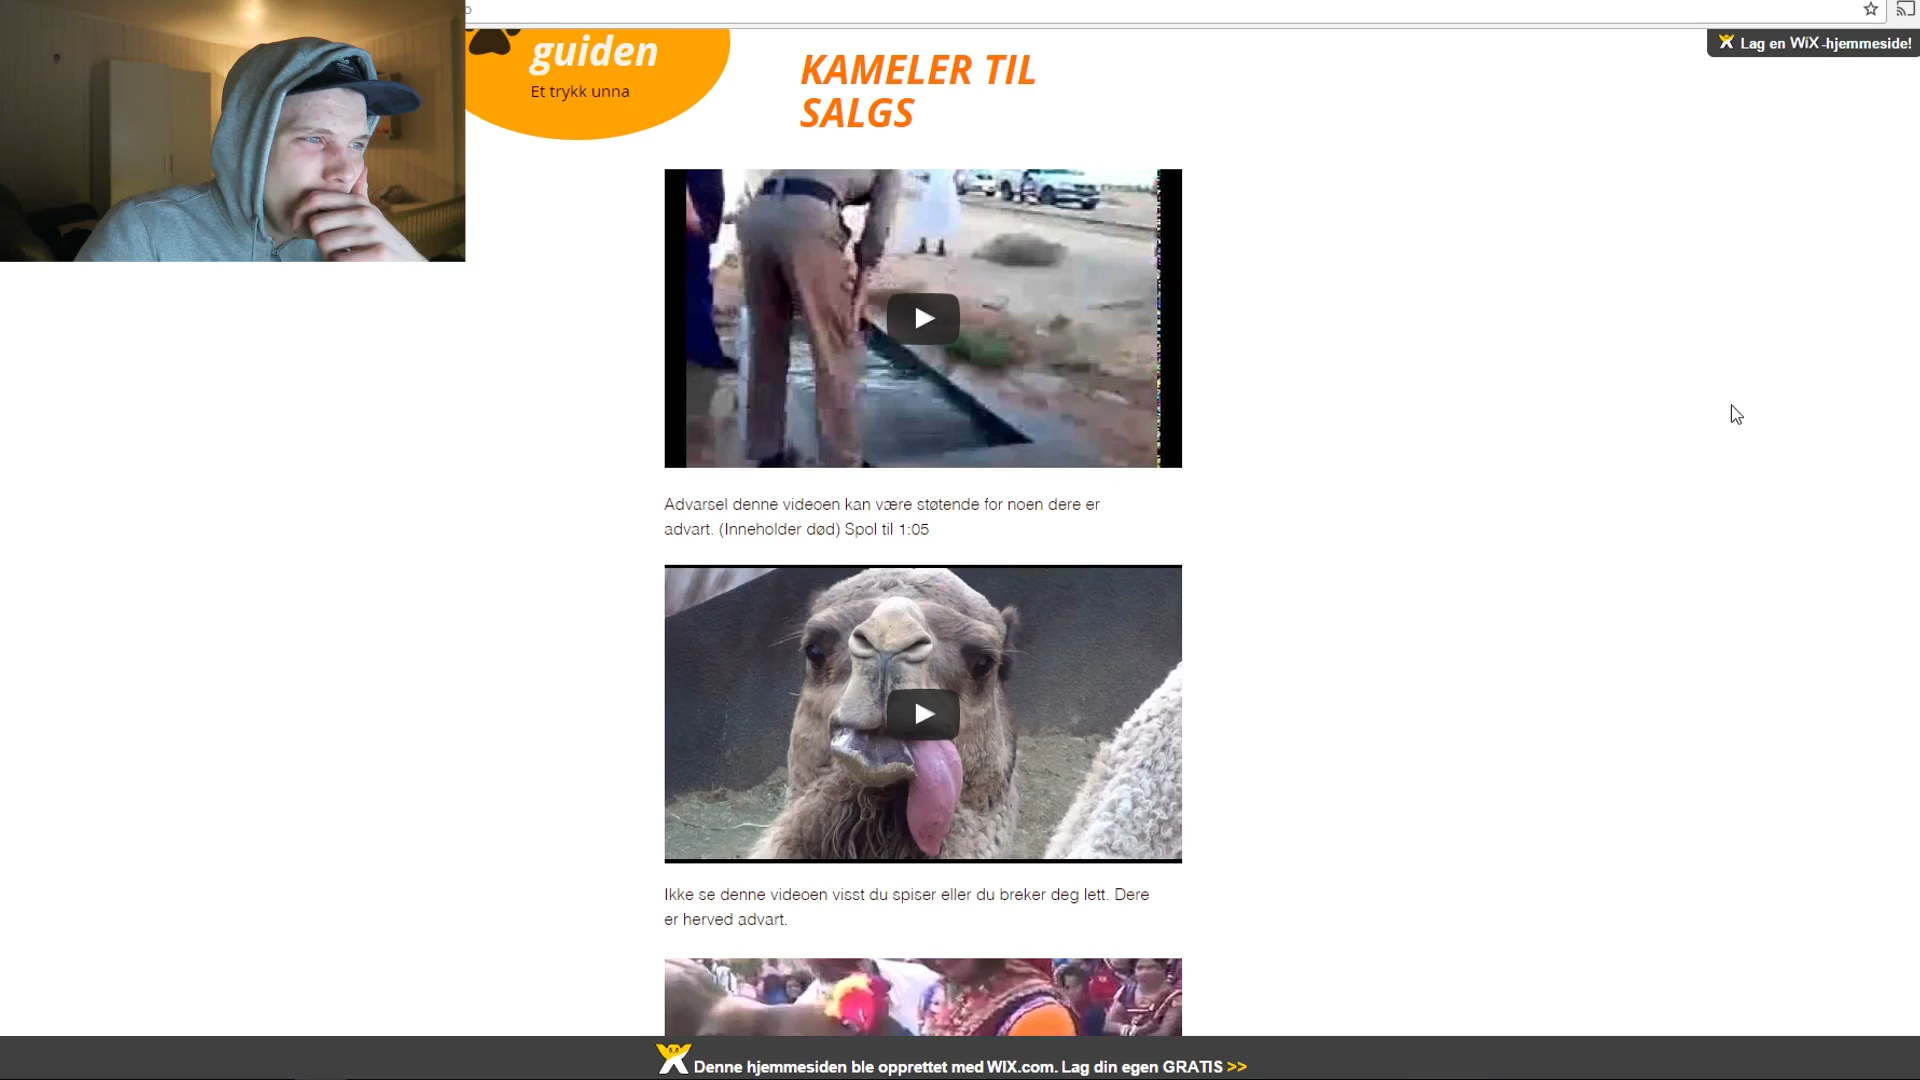 guiden
Et trykk unna
KAMELER TIL
SALGS
Lag en WiX-hjemmeside!
Advarsel denne videoen kan være støtende for noen dere er
advart. (Inneholder død) Spol til 1:05
Ikke se denne videoen visst du spiser eller du breker deg lett. Dere
er herved advart.
Denne hjemmesiden ble opprettet med WIX.com. Lag din egen GRATIS >>